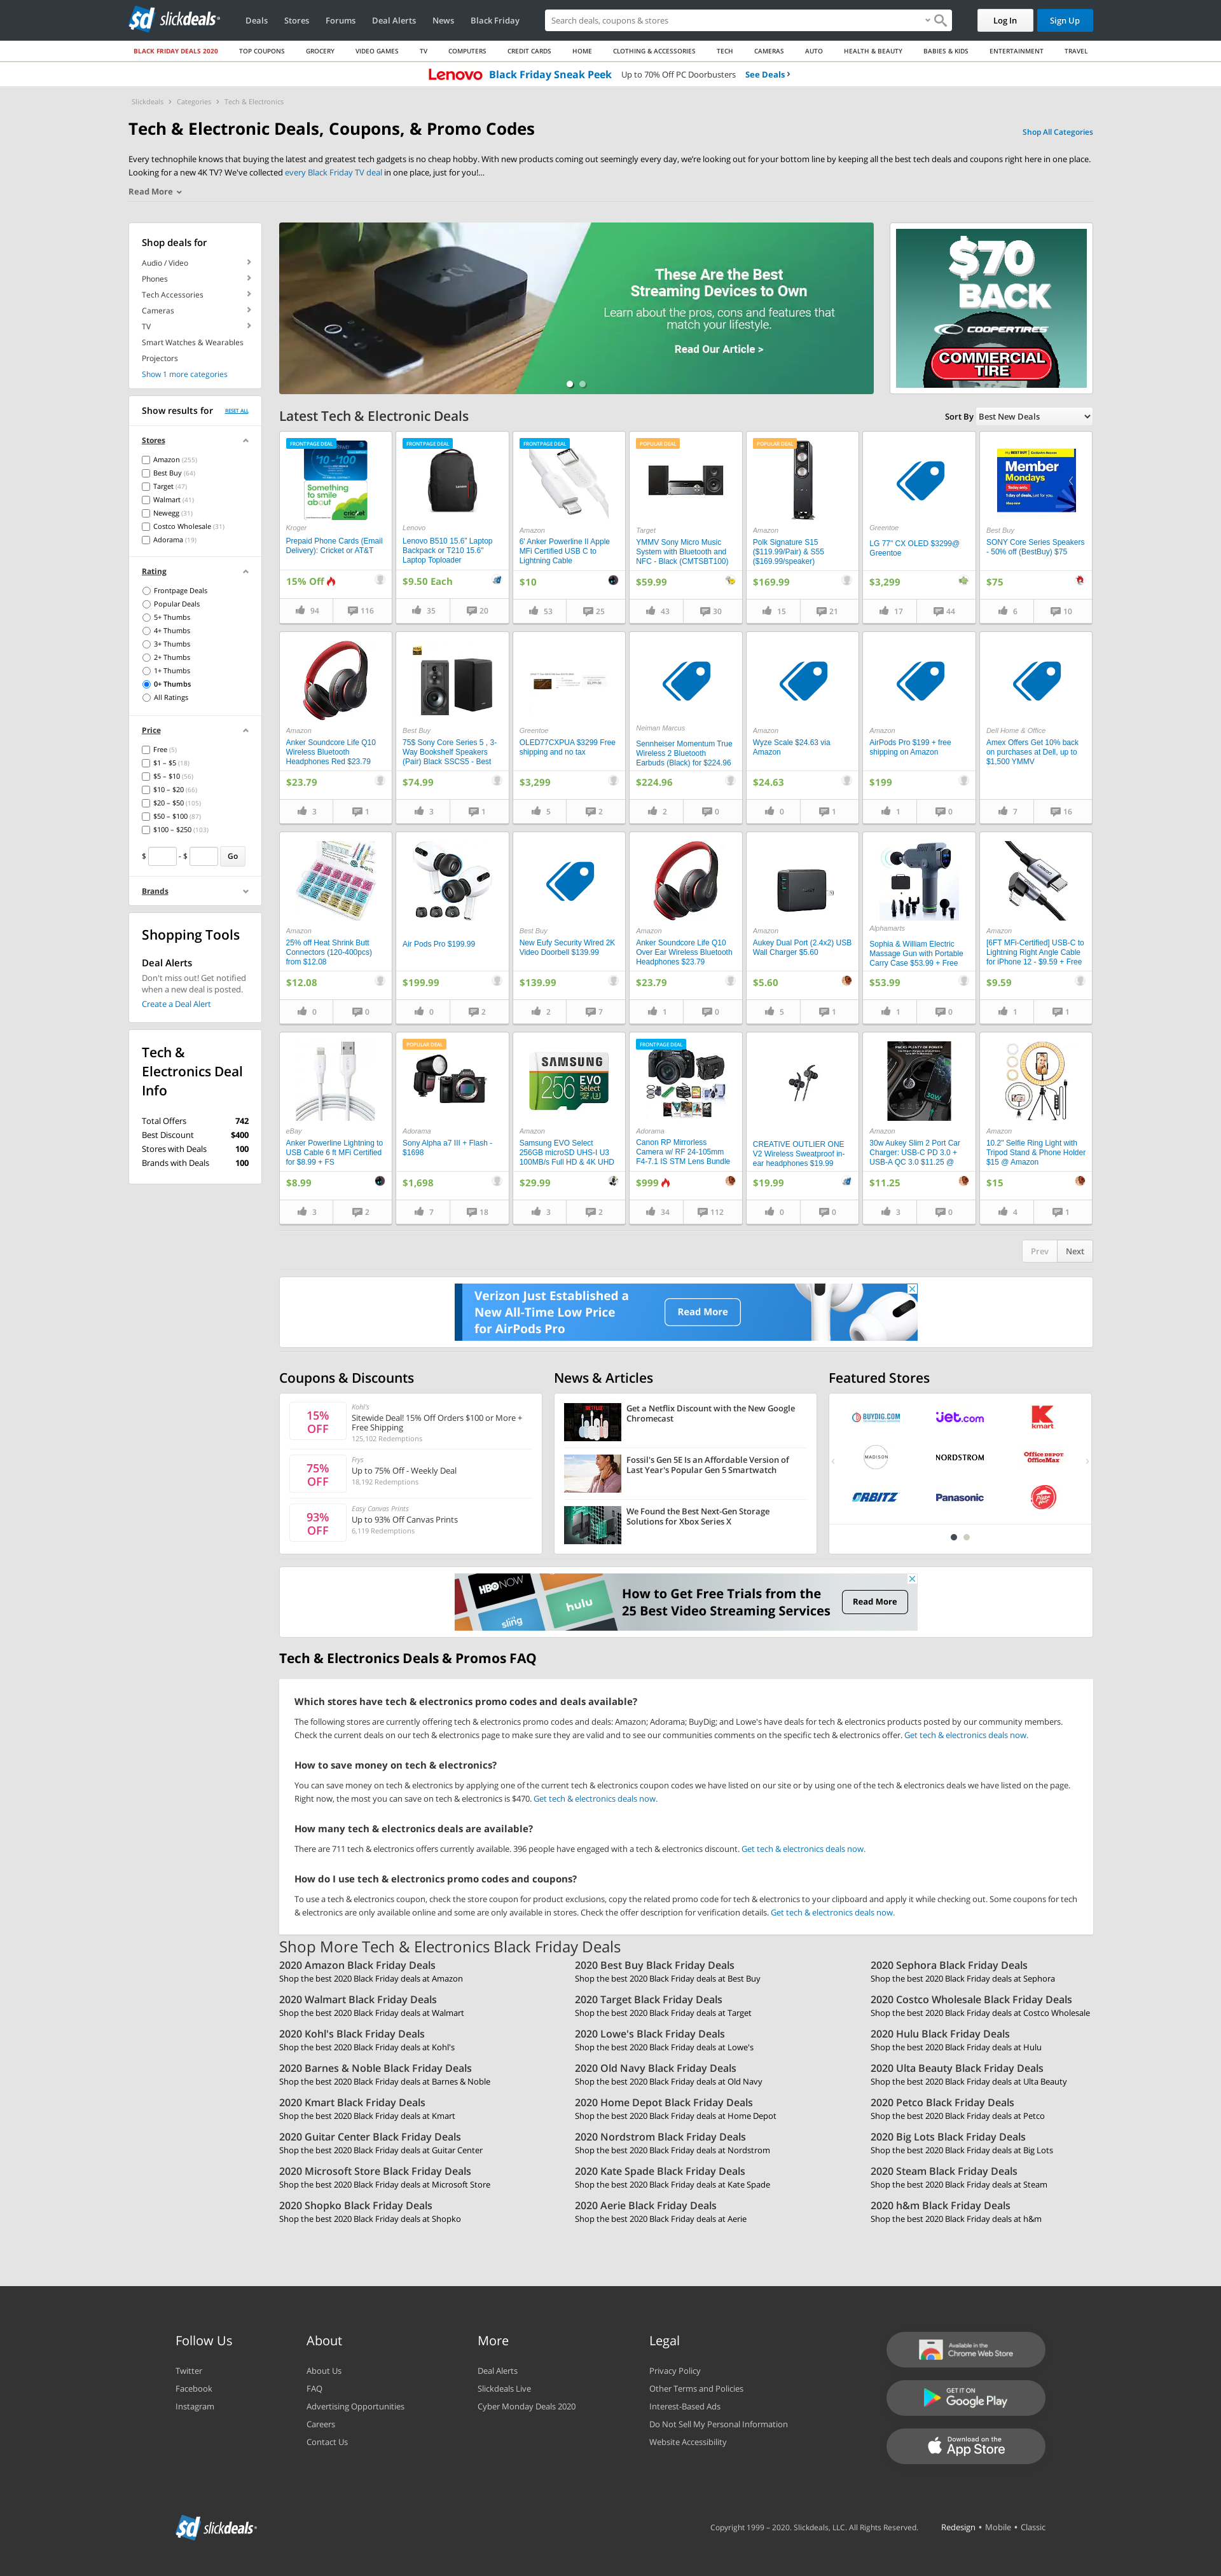 slickdeals
Deals Stores Forums Deal Alerts News Black Friday
Search deals, coupons & stores
Log In
Sign Up
BLACK FRIDAY DEALS 2020 TOP COUPONS GROCERY VIDEO GAMES TV COMPUTERS CREDIT CARDS HOME CLOTHING & ACCESSORIES TECH CAMERAS AUTO HEALTH & BEAUTY BABIES & KIDS ENTERTAINMENT TRAVEL
Lenovo Black Friday Sneak Peek Up to 70% Off PC Doorbusters See Deals
Slickdeals Categories Tech & Electronics
Tech & Electronic Deals, Coupons, & Promo Codes
Shop All Categories
Every technophile knows that buying the latest and greatest tech gadgets is no cheap hobby. With new products coming out seemingly every day, we're looking out for your bottom line by keeping all the best tech deals and coupons right here in one place.
Looking for a new 4K TV? We've collected every Black Friday TV deal in one place, just for you!...
Read More
Shop deals for
Audio / Video
Phones
Tech Accessories
Cameras
TV
Smart Watches & Wearables
Projectors
Show 1 more categories
Show results for RESET ALL
Stores
Amazon (255)
Best Buy (64)
Target (47)
Walmart (41)
Newegg (31)
Costco Wholesale (31)
Adorama (19)
Rating
Frontpage Deals
Popular Deals
5+ Thumbs
4+ Thumbs
3+ Thumbs
2+ Thumbs
1+ Thumbs
0+ Thumbs
All Ratings
Price
Free (5)
$1 – $5 (18)
$5 – $10 (56)
$10 – $20 (66)
$20 – $50 (105)
$50 – $100 (87)
$100 – $250 (103)
$ - $ Go
Brands
Shopping Tools
Deal Alerts
Don't miss out! Get notified
when a new deal is posted.
Create a Deal Alert
Tech &
Electronics Deal
Info
Total Offers 742
Best Discount $400
Stores with Deals 100
Brands with Deals 100
These Are the Best
Streaming Devices to Own
Learn about the pros, cons and features that
match your lifestyle.
Read Our Article >
$70
BACK
COOPERTIRES
COMMERCIAL
TIRE
Latest Tech & Electronic Deals
Sort By Best New Deals
FRONTPAGE DEAL
Something
to smile
about
cricket
Kroger
Prepaid Phone Cards (Email
Delivery): Cricket or AT&T
15% Off
94 116
FRONTPAGE DEAL
Lenovo
Lenovo B510 15.6" Laptop
Backpack or T210 15.6"
Laptop Toploader
$9.50 Each
35 20
FRONTPAGE DEAL
Amazon
6' Anker Powerline II Apple
MFi Certified USB C to
Lightning Cable
$10
53 25
POPULAR DEAL
Target
YMMV Sony Micro Music
System with Bluetooth and
NFC - Black (CMTSBT100)
$59.99
43 30
POPULAR DEAL
Amazon
Polk Signature S15
($119.99/Pair) & S55
($169.99/speaker)
$169.99
15 21
Greentoe
LG 77" CX OLED $3299@
Greentoe
$3,299
17 44
Member
Mondays
Best Buy
SONY Core Series Speakers
- 50% off (BestBuy) $75
$75
6 10
Amazon
Anker Soundcore Life Q10
Wireless Bluetooth
Headphones Red $23.79
$23.79
3 1
Best Buy
75$ Sony Core Series 5 , 3-
Way Bookshelf Speakers
(Pair) Black SSCS5 - Best
$74.99
3 1
Greentoe
OLED77CXPUA $3299 Free
shipping and no tax
$3,299
5 2
Neiman Marcus
Sennheiser Momentum True
Wireless 2 Bluetooth
Earbuds (Black) for $224.96
$224.96
2 0
Amazon
Wyze Scale $24.63 via
Amazon
$24.63
0 1
Amazon
AirPods Pro $199 + free
shipping on Amazon
$199
1 0
Dell Home & Office
Amex Offers Get 10% back
on purchases at Dell, up to
$1,500 YMMV
7 16
Amazon
25% off Heat Shrink Butt
Connectors (120-400pcs)
from $12.08
$12.08
0 0
Air Pods Pro $199.99
$199.99
0 2
Best Buy
New Eufy Security Wired 2K
Video Doorbell $139.99
$139.99
2 7
Amazon
Anker Soundcore Life Q10
Over Ear Wireless Bluetooth
Headphones $23.79
$23.79
1 0
Amazon
Aukey Dual Port (2.4x2) USB
Wall Charger $5.60
$5.60
5 1
Alphamarts
Sophia & William Electric
Massage Gun with Portable
Carry Case $53.99 + Free
$53.99
1 0
Amazon
[6FT MFi-Certified] USB-C to
Lightning Right Angle Cable
for iPhone 12 - $9.59 + Free
$9.59
1 1
eBay
Anker Powerline Lightning to
USB Cable 6 ft MFi Certified
for $8.99 + FS
$8.99
3 2
POPULAR DEAL
Adorama
Sony Alpha a7 III + Flash -
$1698
$1,698
7 18
SAMSUNG
256 EVO
Select
Amazon
Samsung EVO Select
256GB microSD UHS-I U3
100MB/s Full HD & 4K UHD
$29.99
3 2
FRONTPAGE DEAL
Adorama
Canon RP Mirrorless
Camera w/ RF 24-105mm
F4-7.1 IS STM Lens Bundle
$999
34 112
CREATIVE OUTLIER ONE
V2 Wireless Sweatproof in-
ear headphones $19.99
$19.99
0 0
Amazon
30w Aukey Slim 2 Port Car
Charger: USB-C PD 3.0 +
USB-A QC 3.0 $11.25 @
$11.25
3 0
Amazon
10.2" Selfie Ring Light with
Tripod Stand & Phone Holder
$15 @ Amazon
$15
4 1
Prev Next
Verizon Just Established a
New All-Time Low Price
for AirPods Pro
Read More
Coupons & Discounts
15%
OFF
Kohl's
Sitewide Deal! 15% Off Orders $100 or More +
Free Shipping
125,102 Redemptions
75%
OFF
Frys
Up to 75% Off - Weekly Deal
18,192 Redemptions
93%
OFF
Easy Canvas Prints
Up to 93% Off Canvas Prints
6,119 Redemptions
News & Articles
Get a Netflix Discount with the New Google
Chromecast
Fossil's Gen 5E Is an Affordable Version of
Last Year's Popular Gen 5 Smartwatch
We Found the Best Next-Gen Storage
Solutions for Xbox Series X
Featured Stores
BUYDIG.COM jet.com kmart
MADISON NORDSTROM Office DEPOT
OfficeMax
ORBITZ Panasonic Pizza Hut
HBO NOW
sling
hulu
How to Get Free Trials from the
25 Best Video Streaming Services
Read More
Tech & Electronics Deals & Promos FAQ
Which stores have tech & electronics promo codes and deals available?
The following stores are currently offering tech & electronics promo codes and deals: Amazon; Adorama; BuyDig; and Lowe's have deals for tech & electronics products posted by our community members.
Check the current deals on our tech & electronics page to make sure they are valid and to see our communities comments on the specific tech & electronics offer. Get tech & electronics deals now.
How to save money on tech & electronics?
You can save money on tech & electronics by applying one of the current tech & electronics coupon codes we have listed on our site or by using one of the tech & electronics deals we have listed on the page.
Right now, the most you can save on tech & electronics is $470. Get tech & electronics deals now.
How many tech & electronics deals are available?
There are 711 tech & electronics offers currently available. 396 people have engaged with a tech & electronics discount. Get tech & electronics deals now.
How do I use tech & electronics promo codes and coupons?
To use a tech & electronics coupon, check the store coupon for product exclusions, copy the related promo code for tech & electronics to your clipboard and apply it while checking out. Some coupons for tech
& electronics are only available online and some are only available in stores. Check the offer description for verification details. Get tech & electronics deals now.
Shop More Tech & Electronics Black Friday Deals
2020 Amazon Black Friday Deals
Shop the best 2020 Black Friday deals at Amazon
2020 Best Buy Black Friday Deals
Shop the best 2020 Black Friday deals at Best Buy
2020 Sephora Black Friday Deals
Shop the best 2020 Black Friday deals at Sephora
2020 Walmart Black Friday Deals
Shop the best 2020 Black Friday deals at Walmart
2020 Target Black Friday Deals
Shop the best 2020 Black Friday deals at Target
2020 Costco Wholesale Black Friday Deals
Shop the best 2020 Black Friday deals at Costco Wholesale
2020 Kohl's Black Friday Deals
Shop the best 2020 Black Friday deals at Kohl's
2020 Lowe's Black Friday Deals
Shop the best 2020 Black Friday deals at Lowe's
2020 Hulu Black Friday Deals
Shop the best 2020 Black Friday deals at Hulu
2020 Barnes & Noble Black Friday Deals
Shop the best 2020 Black Friday deals at Barnes & Noble
2020 Old Navy Black Friday Deals
Shop the best 2020 Black Friday deals at Old Navy
2020 Ulta Beauty Black Friday Deals
Shop the best 2020 Black Friday deals at Ulta Beauty
2020 Kmart Black Friday Deals
Shop the best 2020 Black Friday deals at Kmart
2020 Home Depot Black Friday Deals
Shop the best 2020 Black Friday deals at Home Depot
2020 Petco Black Friday Deals
Shop the best 2020 Black Friday deals at Petco
2020 Guitar Center Black Friday Deals
Shop the best 2020 Black Friday deals at Guitar Center
2020 Nordstrom Black Friday Deals
Shop the best 2020 Black Friday deals at Nordstrom
2020 Big Lots Black Friday Deals
Shop the best 2020 Black Friday deals at Big Lots
2020 Microsoft Store Black Friday Deals
Shop the best 2020 Black Friday deals at Microsoft Store
2020 Kate Spade Black Friday Deals
Shop the best 2020 Black Friday deals at Kate Spade
2020 Steam Black Friday Deals
Shop the best 2020 Black Friday deals at Steam
2020 Shopko Black Friday Deals
Shop the best 2020 Black Friday deals at Shopko
2020 Aerie Black Friday Deals
Shop the best 2020 Black Friday deals at Aerie
2020 h&m Black Friday Deals
Shop the best 2020 Black Friday deals at h&m
Follow Us
Twitter
Facebook
Instagram
About
About Us
FAQ
Advertising Opportunities
Careers
Contact Us
More
Deal Alerts
Slickdeals Live
Cyber Monday Deals 2020
Legal
Privacy Policy
Other Terms and Policies
Interest-Based Ads
Do Not Sell My Personal Information
Website Accessibility
Available in the
Chrome Web Store
GET IT ON
Google Play
Download on the
App Store
slickdeals
Copyright 1999 – 2020. Slickdeals, LLC. All Rights Reserved. Redesign • Mobile • Classic